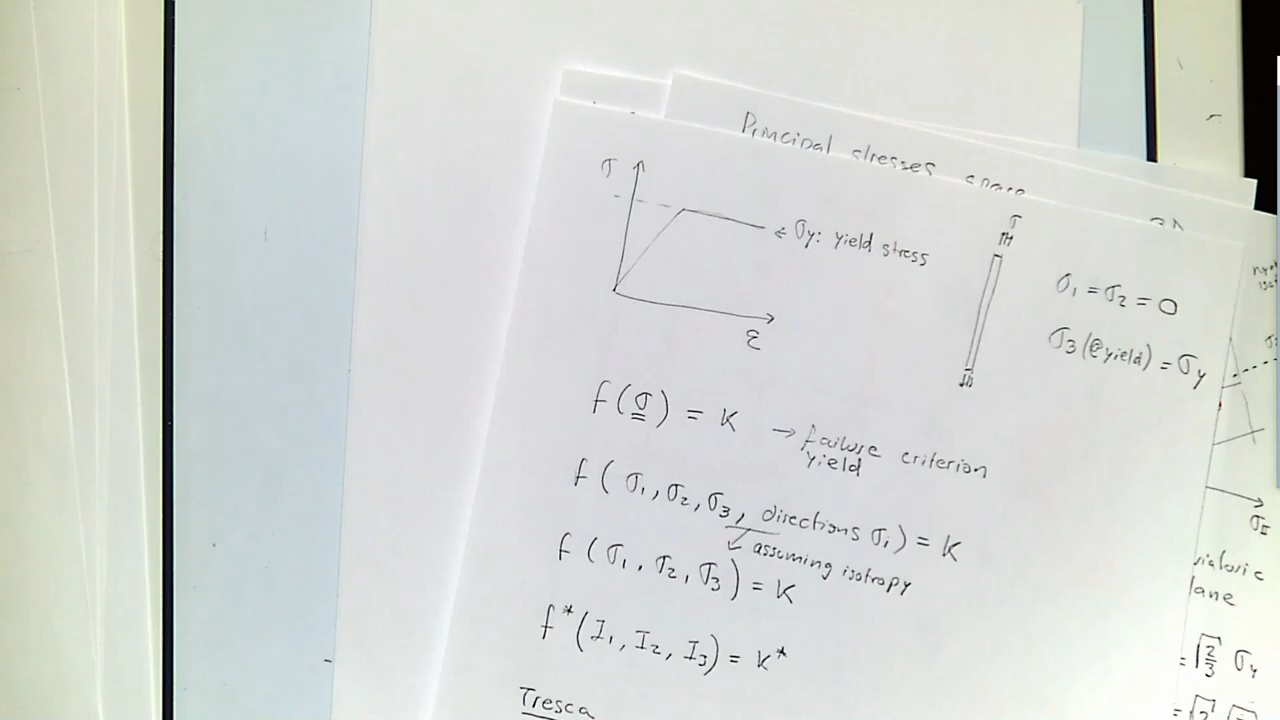 Principal stresses space
σ
σy: yield stress
ε
σ
σ₁ = σ₂ = 0
σ₃ (@yield) = σy
f(σ) = K → failure criterion
yield
f ( σ₁, σ₂, σ₃, directions σᵢ) = K
assuming isotropy
f ( σ₁, σ₂, σ₃) = K
f*(I₁, I₂, I₃) = K*
Tresca
σ_II
lane
= √2/3 σy